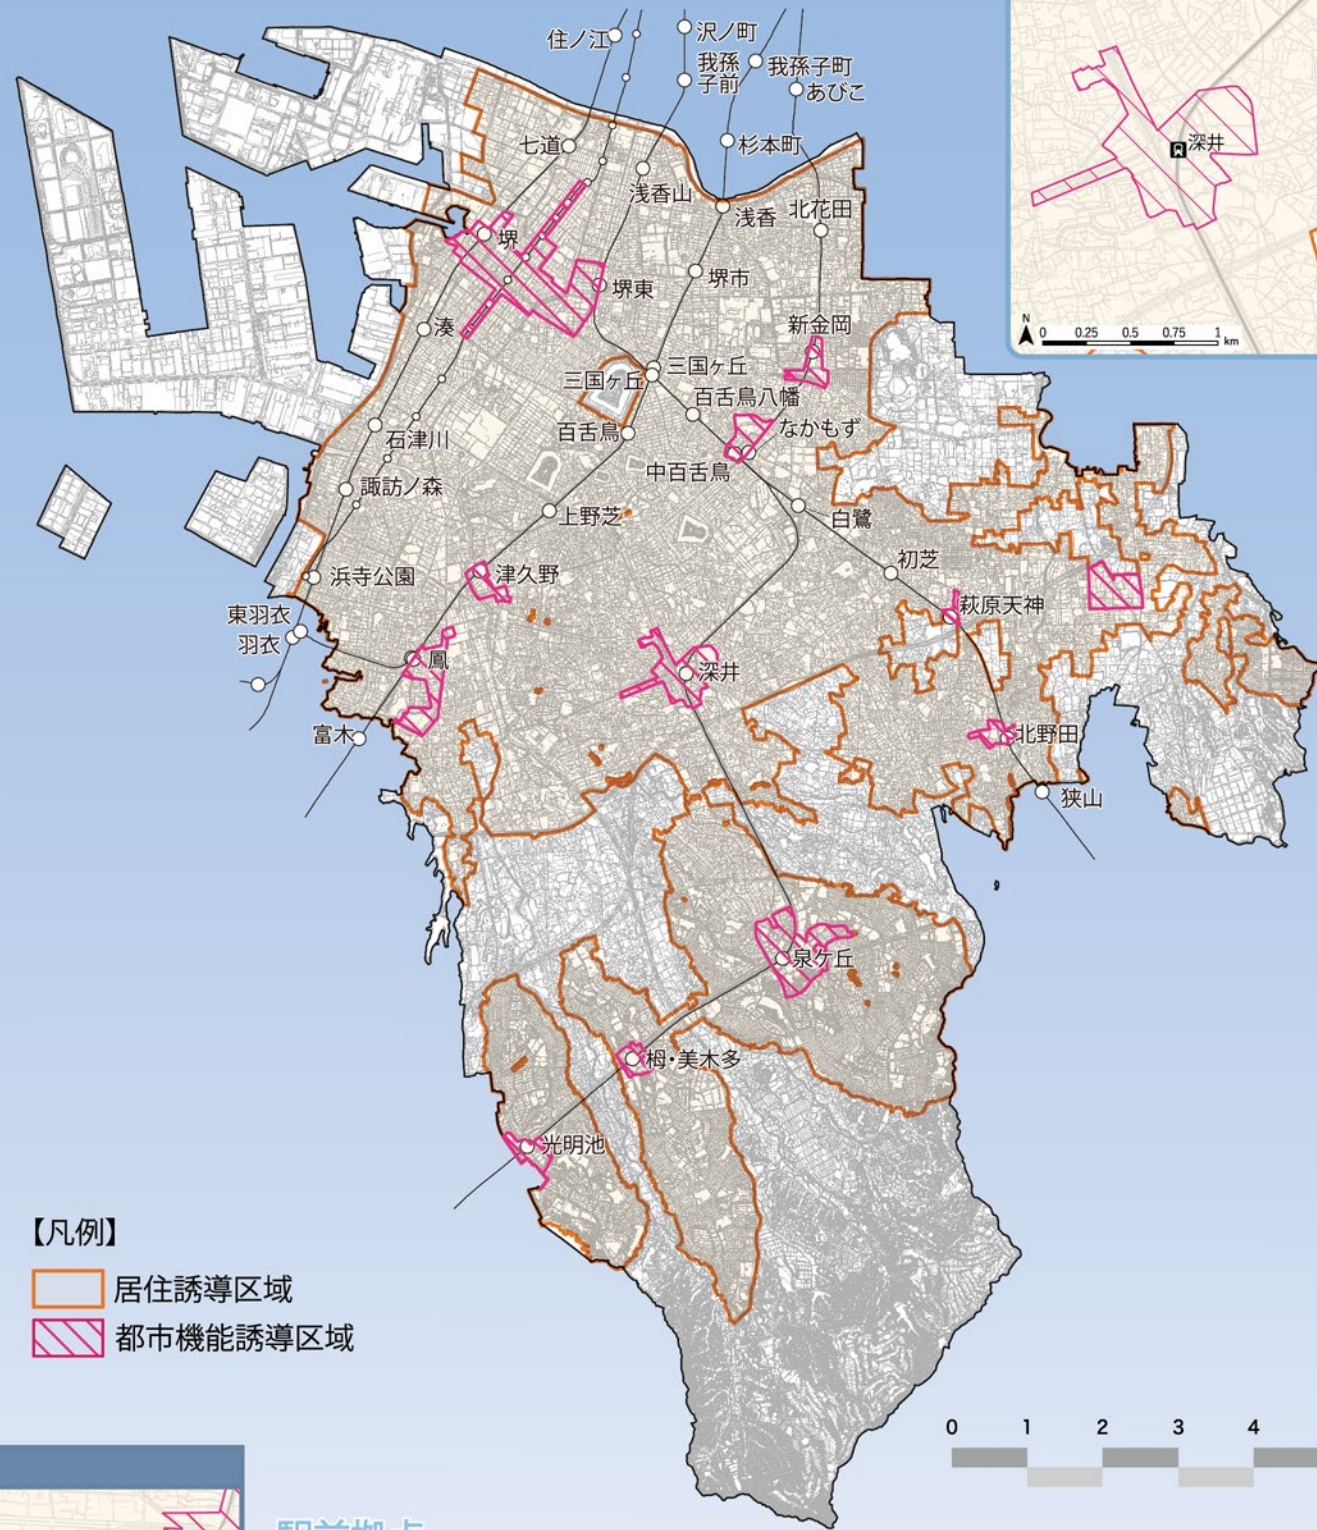 住ノ江
沢ノ町
我孫
子前
我孫子町
あびこ
七道
杉本町
浅香山
浅香
北花田
堺
堺東
堺市
湊
新金岡
三国ヶ丘
三国ヶ丘
百舌鳥八幡
百舌鳥
なかもず
中百舌鳥
石津川
諏訪ノ森
上野芝
白鷺
初芝
浜寺公園
津久野
萩原天神
東羽衣
羽衣
鳳
深井
富木
北野田
狭山
泉ケ丘
栂・美木多
光明池
深井
N
0 0.25 0.5 0.75 1
km
【凡例】
居住誘導区域
都市機能誘導区域
0 1 2 3 4